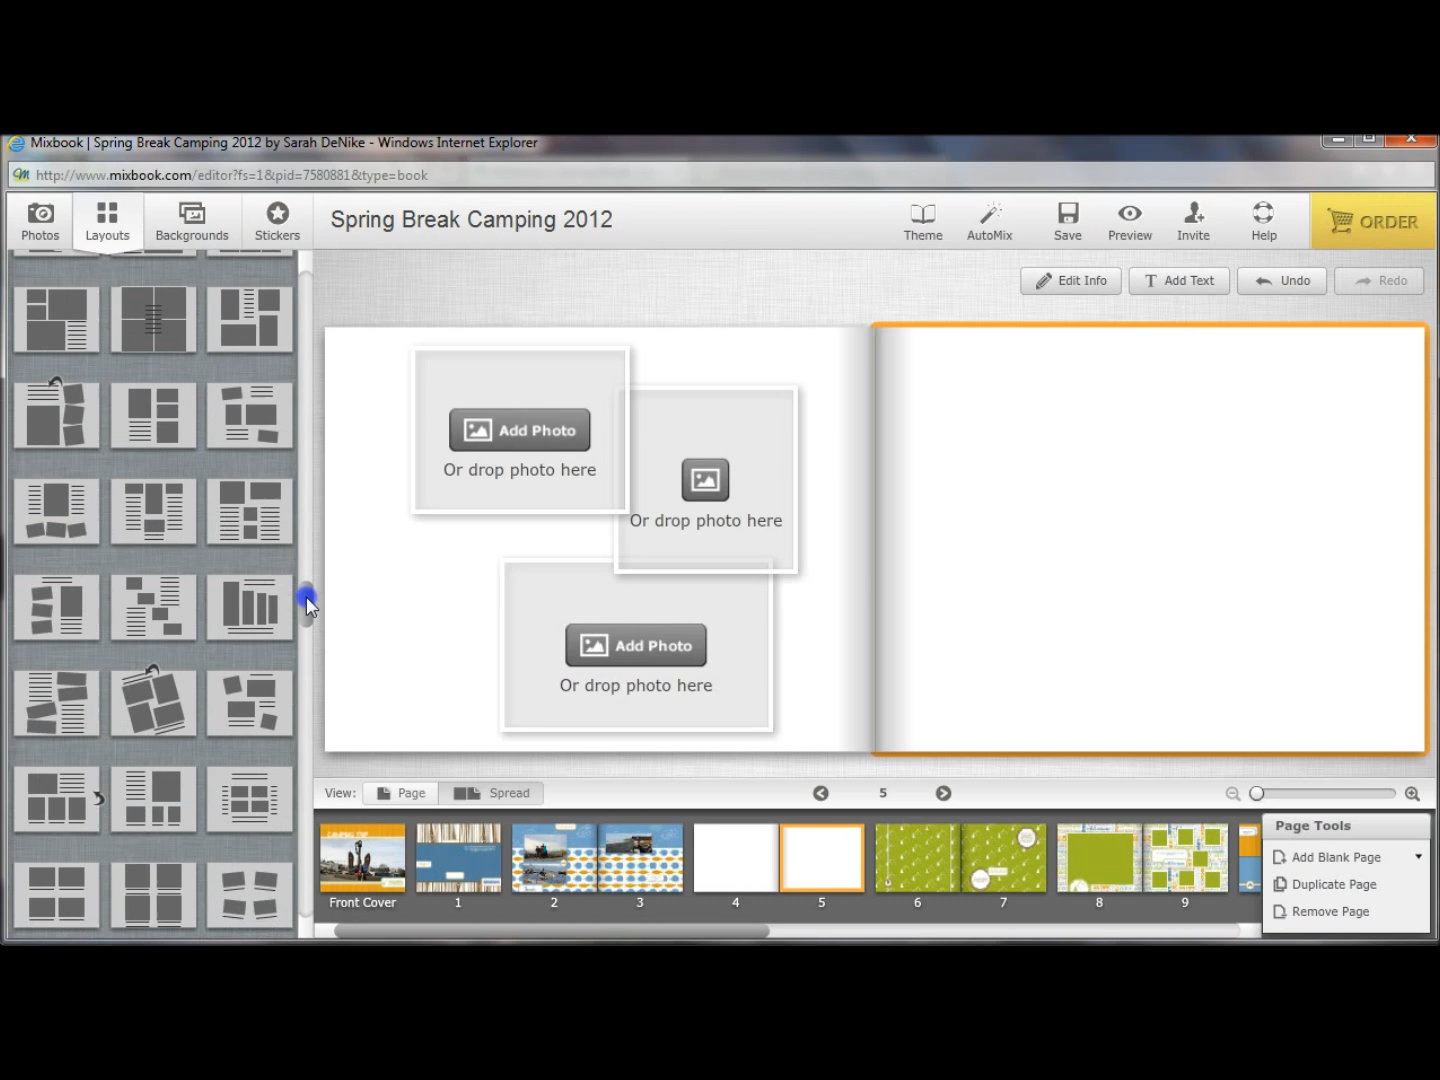 Mixbook | Spring Break Camping 2012 by Sarah DeNike - Windows Internet Explorer
http://www.mixbook.com/editor?fs=1&pid=7580881&type=book
Photos Layouts Backgrounds Stickers
Spring Break Camping 2012
Theme AutoMix Save Preview Invite Help
ORDER
Edit Info Add Text Undo Redo
Add Photo
Or drop photo here
Or drop photo here
Add Photo
Or drop photo here
View: Page Spread 5
Front Cover 1 2 3 4 5 6 7 8 9
Page Tools
Add Blank Page
Duplicate Page
Remove Page